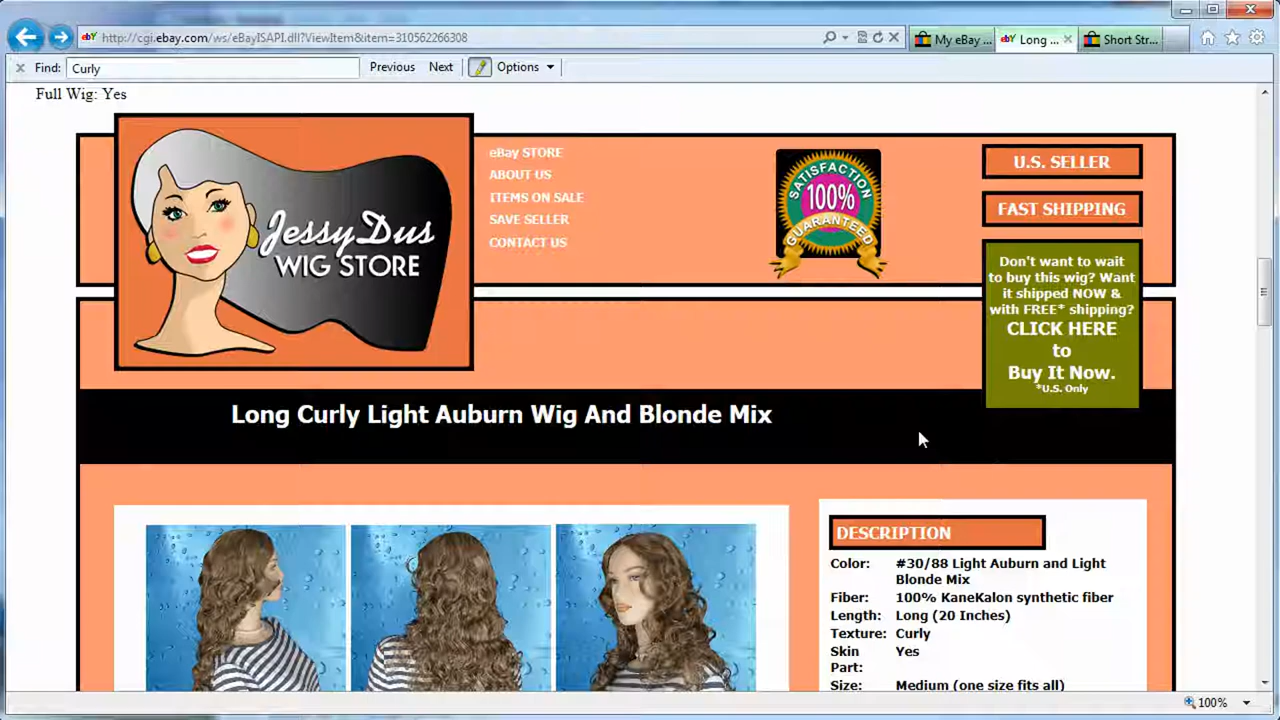 http://cgi.ebay.com/ws/eBayISAPI.dll?ViewItem&item=310562266308
My eBay ...
Long ...
Short Str...
Find: Curly
Previous
Next
Options
Full Wig: Yes
JessyDus
WIG STORE
eBay STORE
ABOUT US
ITEMS ON SALE
SAVE SELLER
CONTACT US
SATISFACTION
100%
GUARANTEED
U.S. SELLER
FAST SHIPPING
Don't want to wait
to buy this wig? Want
it shipped NOW &
with FREE* shipping?
CLICK HERE
to
Buy It Now.
*U.S. Only
Long Curly Light Auburn Wig And Blonde Mix
DESCRIPTION
Color: #30/88 Light Auburn and Light
Blonde Mix
Fiber: 100% KaneKalon synthetic fiber
Length: Long (20 Inches)
Texture: Curly
Skin Yes
Part:
Size: Medium (one size fits all)
100%